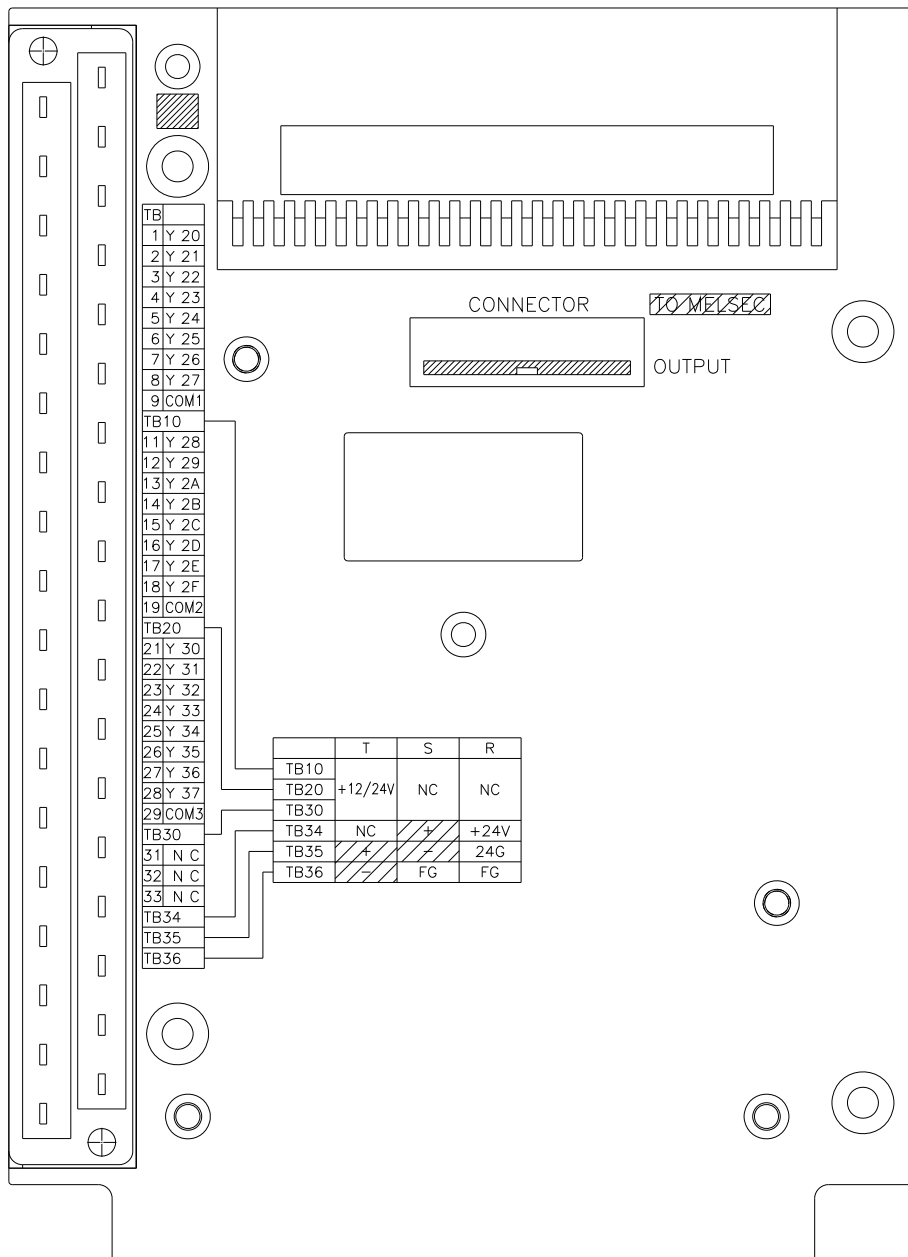 TB
1 Y 20
2 Y 21
3 Y 22
4 Y 23
5 Y 24
6 Y 25
7 Y 26
8 Y 27
9 COM1
TB10
11 Y 28
12 Y 29
13 Y 2A
14 Y 2B
15 Y 2C
16 Y 2D
17 Y 2E
18 Y 2F
19 COM2
TB20
21 Y 30
22 Y 31
23 Y 32
24 Y 33
25 Y 34
26 Y 35
27 Y 36
28 Y 37
29 COM3
TB30
31 N C
32 N C
33 N C
TB34
TB35
TB36
CONNECTOR
TO MELSEC
OUTPUT
T S R
TB10
TB20 +12/24V NC NC
TB30
TB34 NC + +24V
TB35 + - 24G
TB36 - FG FG